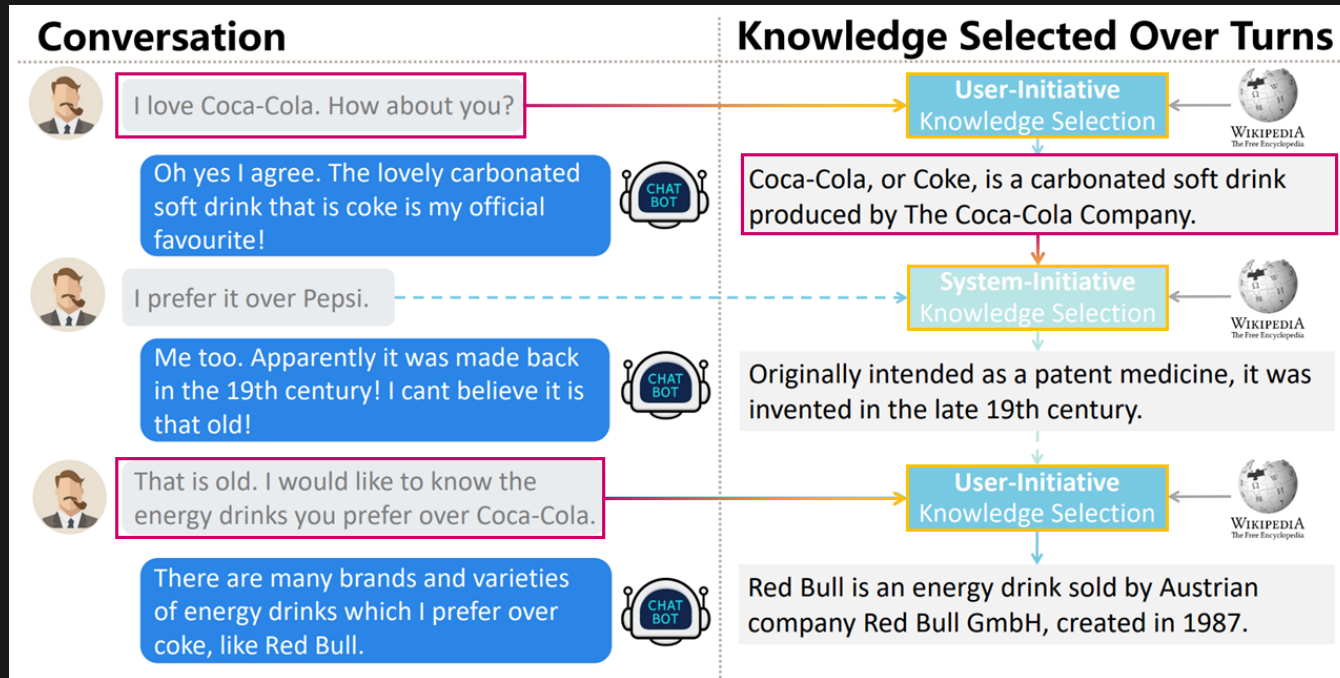 Conversation
Knowledge Selected Over Turns
I love Coca-Cola. How about you?
User-Initiative
Knowledge Selection
WIKIPEDIA
The Free Encyclopedia
Oh yes I agree. The lovely carbonated
soft drink that is coke is my official
favourite!
CHAT
BOT
Coca-Cola, or Coke, is a carbonated soft drink
produced by The Coca-Cola Company.
I prefer it over Pepsi.
System-Initiative
Knowledge Selection
WIKIPEDIA
The Free Encyclopedia
Me too. Apparently it was made back
in the 19th century! I cant believe it is
that old!
CHAT
BOT
Originally intended as a patent medicine, it was
invented in the late 19th century.
That is old. I would like to know the
energy drinks you prefer over Coca-Cola.
User-Initiative
Knowledge Selection
WIKIPEDIA
The Free Encyclopedia
There are many brands and varieties
of energy drinks which I prefer over
coke, like Red Bull.
CHAT
BOT
Red Bull is an energy drink sold by Austrian
company Red Bull GmbH, created in 1987.